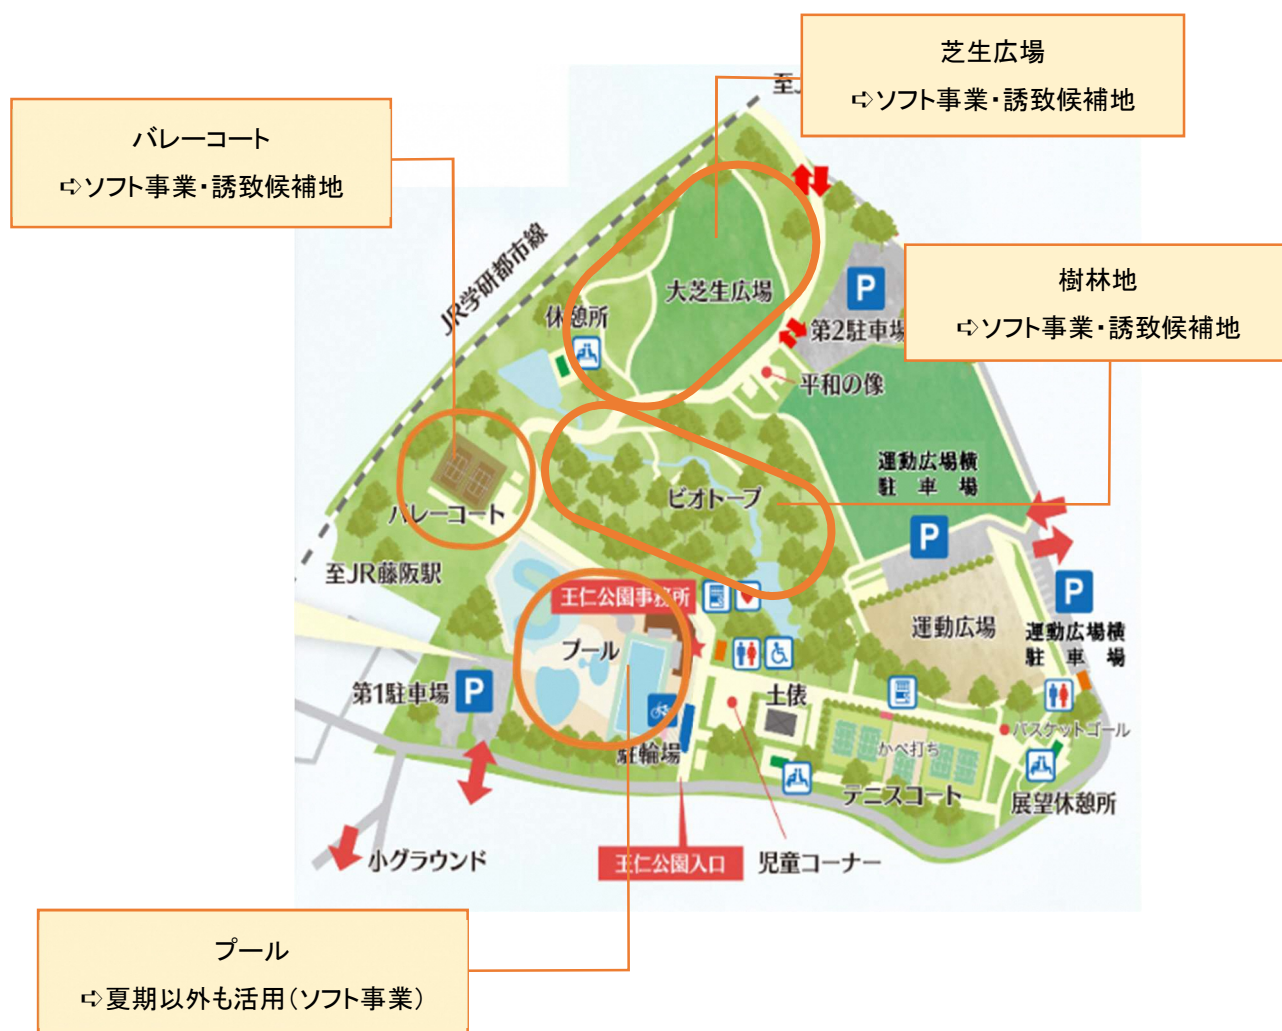 芝生広場
⇨ソフト事業・誘致候補地
至J
バレーコート
⇨ソフト事業・誘致候補地
JR学研都市線
樹林地
⇨ソフト事業・誘致候補地
大芝生広場
P
休憩所
第2駐車場
平和の像
運動広場横
駐車場
バレーコート
ビオトープ
P
至JR藤阪駅
王仁公園事務所
P
プール
運動広場
運動広場横
駐車場
第1駐車場
P
土俵
バスケットゴール
かべ打ち
駐輪場
テニスコート
展望休憩所
小グラウンド
王仁公園入口
児童コーナー
プール
⇨夏期以外も活用(ソフト事業)